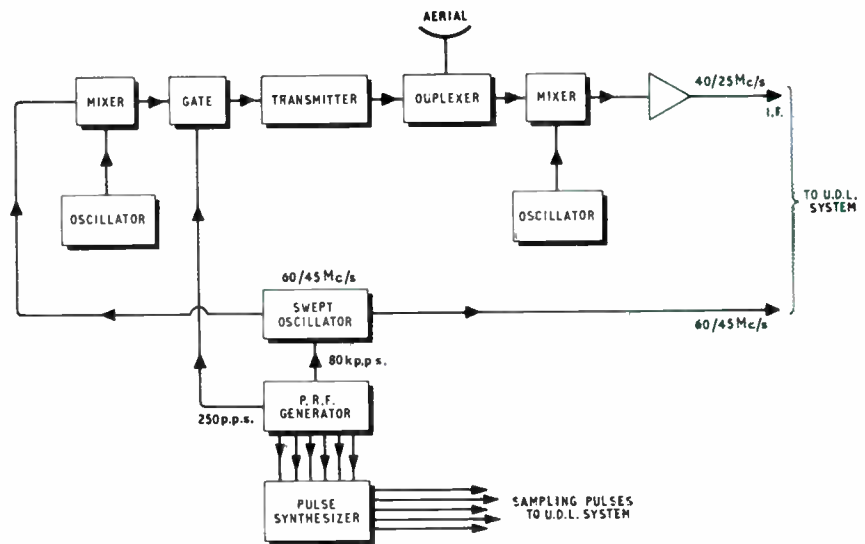 AERIAL
MIXER
GATE
TRANSMITTER
OUPLEXER
MIXER
40/25Mc/s
I.F.
OSCILLATOR
OSCILLATOR
TO U.D.L.
SYSTEM
60/45Mc/s
SWEPT
OSCILLATOR
60/45Mc/s
80kp.ps.
250p.p.s.
P.R.F.
GENERATOR
PULSE
SYNTHESIZER
SAMPLING PULSES
TO U.D.L. SYSTEM